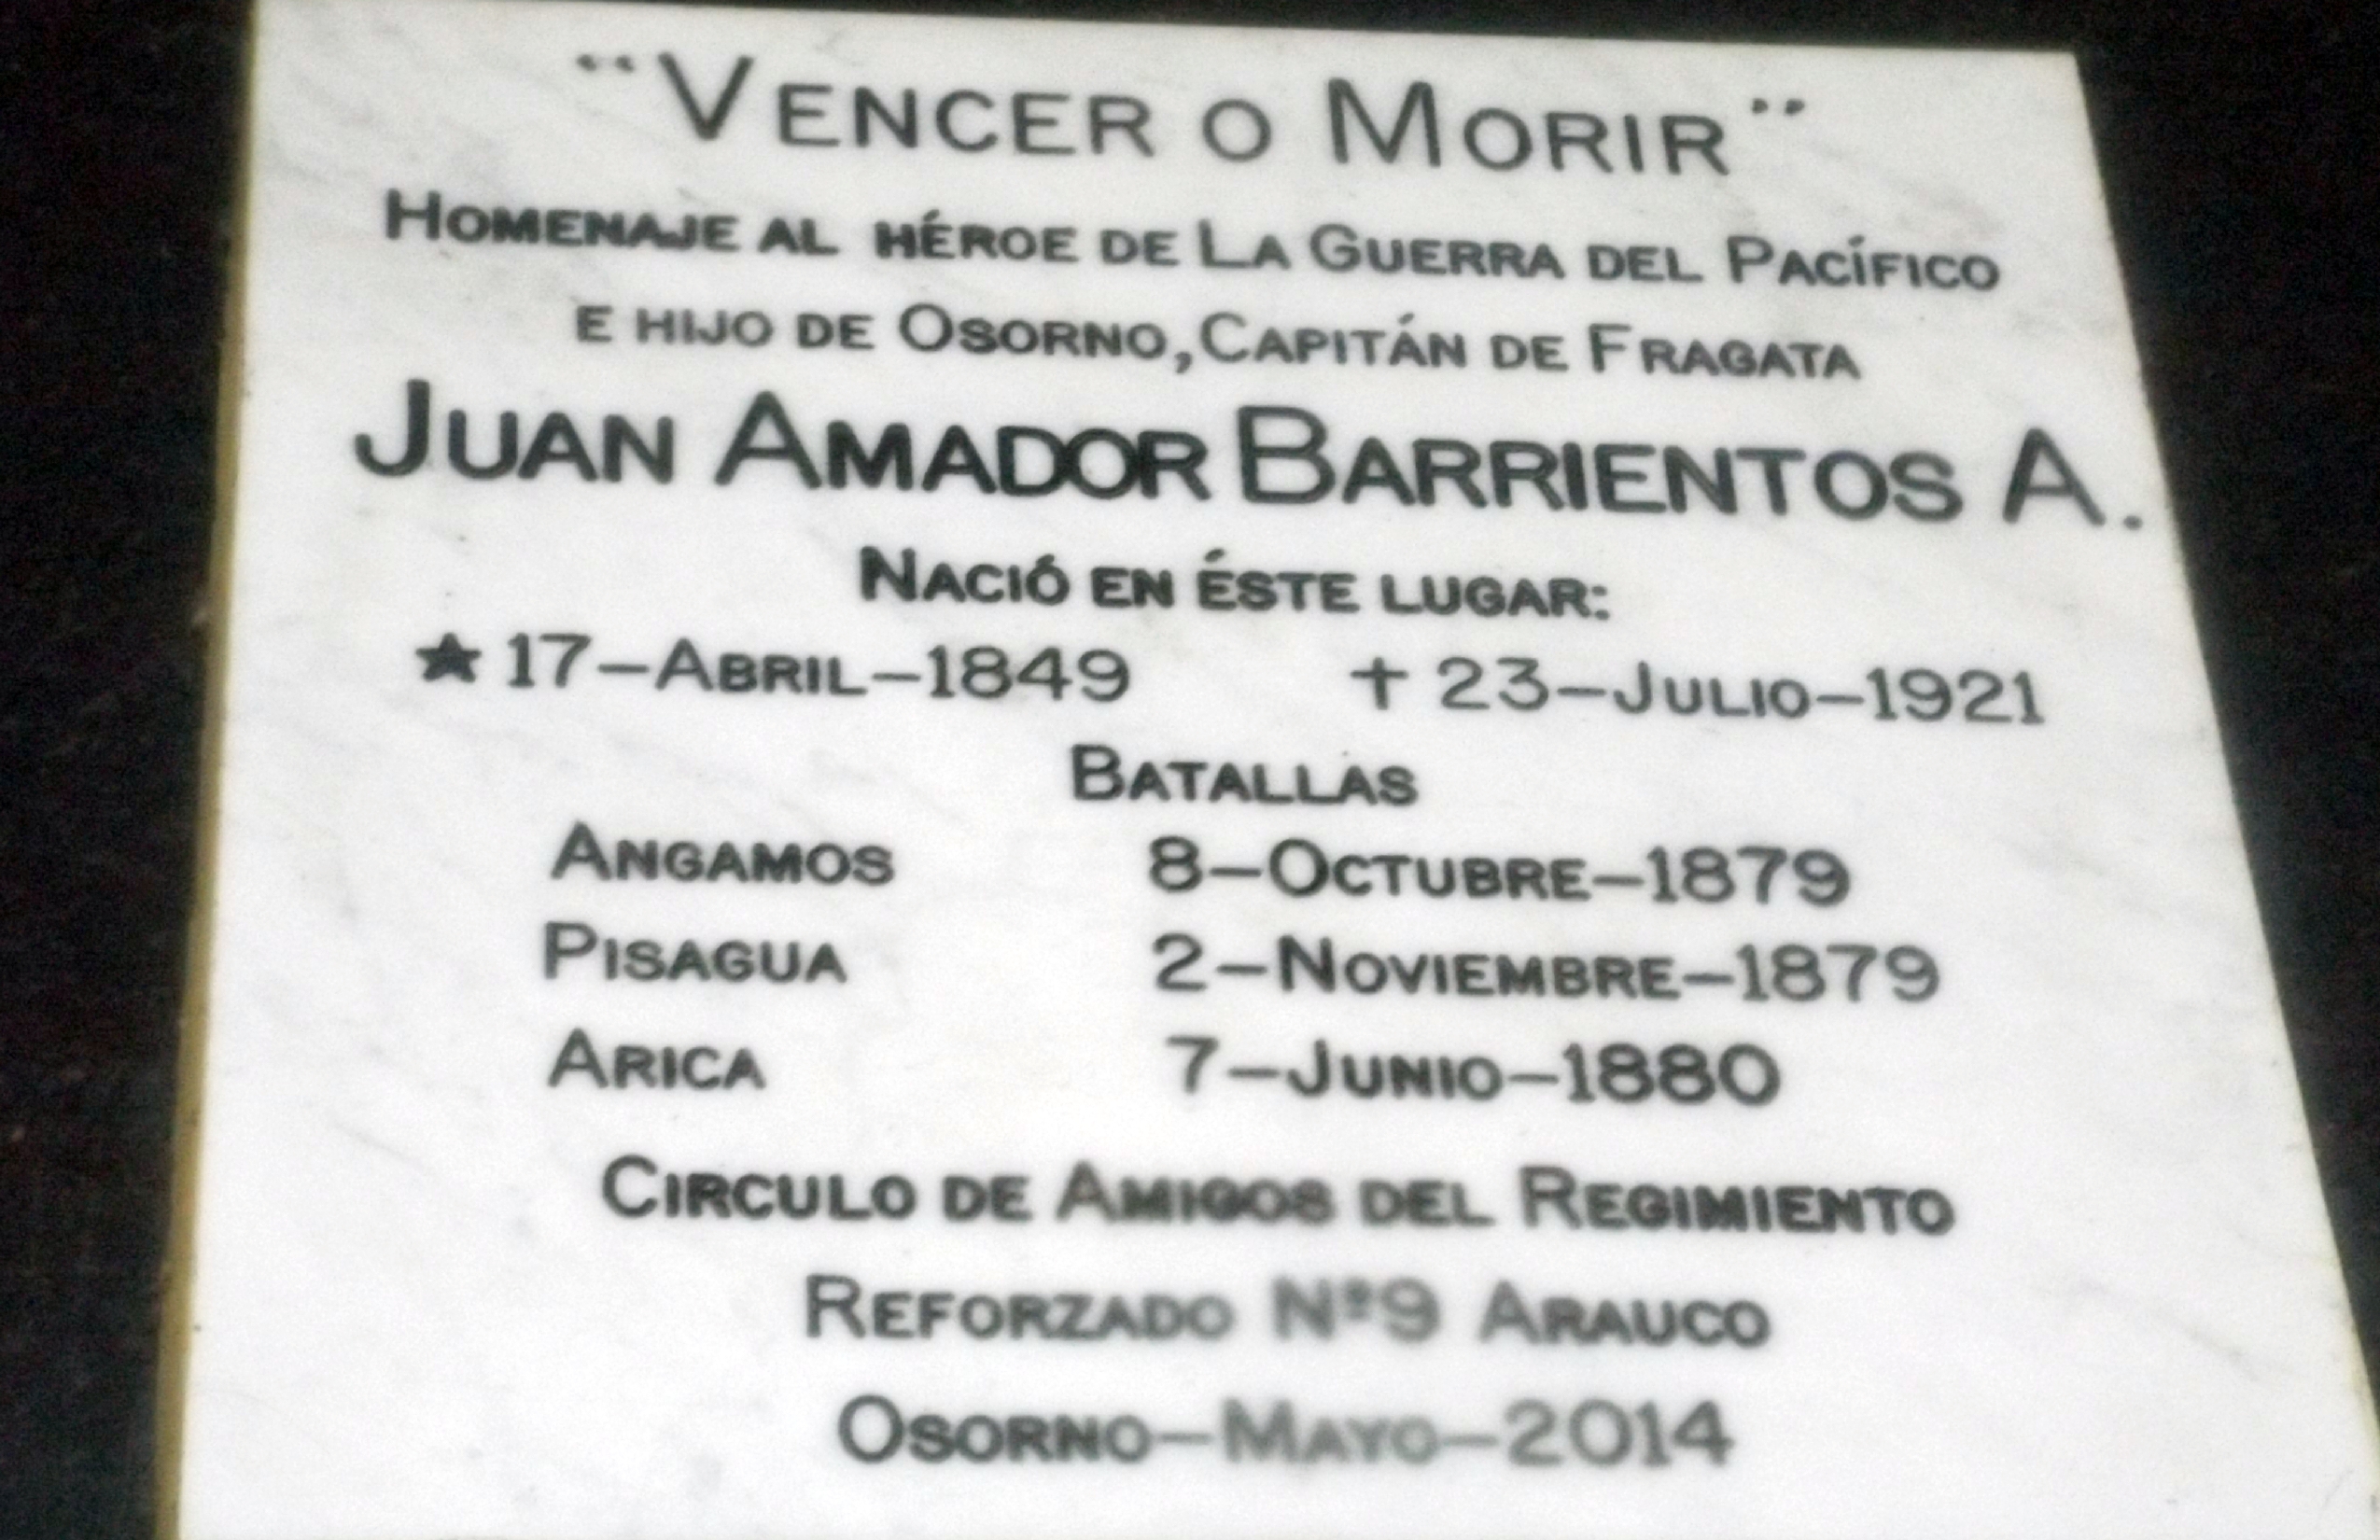 “VENCER O MORIR”
HOMENAJE AL HÉROE DE LA GUERRA DEL PACÍFICO
E HIJO DE OSORNO, CAPITÁN DE FRAGATA
JUAN AMADOR BARRIENTOS A.
NACIÓ EN ÉSTE LUGAR:
★ 17–ABRIL–1849 † 23–JULIO–1921
BATALLAS
ANGAMOS 8–OCTUBRE–1879
PISAGUA 2–NOVIEMBRE–1879
ARICA 7–JUNIO–1880
CIRCULO DE AMIGOS DEL REGIMIENTO
REFORZADO Nº9 ARAUCO
OSORNO–MAYO–2014